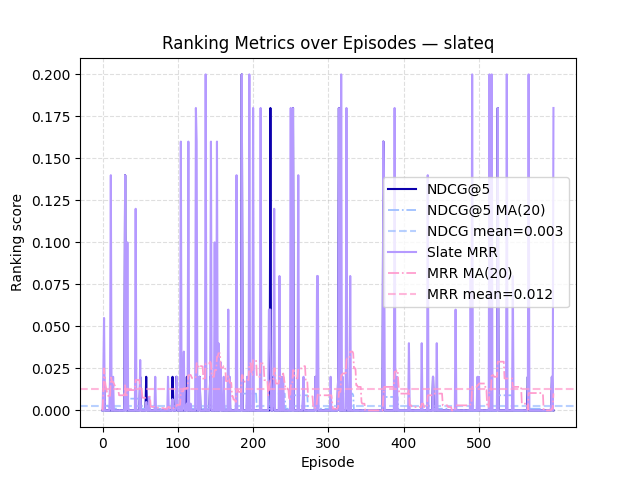 Ranking Metrics over Episodes — slateq
0.200
0.175
0.150
0.125
0.100
0.075
0.050
0.025
0.000
Ranking score
NDCG@5
NDCG@5 MA(20)
NDCG mean=0.003
Slate MRR
MRR MA(20)
MRR mean=0.012
0 100 200 300 400 500
Episode